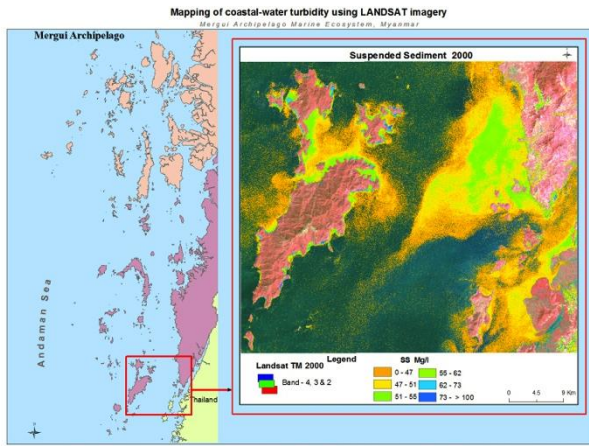 Mapping of coastal-water turbidity using LANDSAT imagery
Mergui Archipelago Marine Ecosystem, Myanmar
Mergui Archipelago
Andaman Sea
Thailand
Suspended Sediment 2000
Legend
Landsat TM 2000
Band - 4, 3 & 2
SS Mg/l
0 - 47
47 - 51
51 - 55
55 - 62
62 - 73
73 - > 100
0 4.5 9 Km